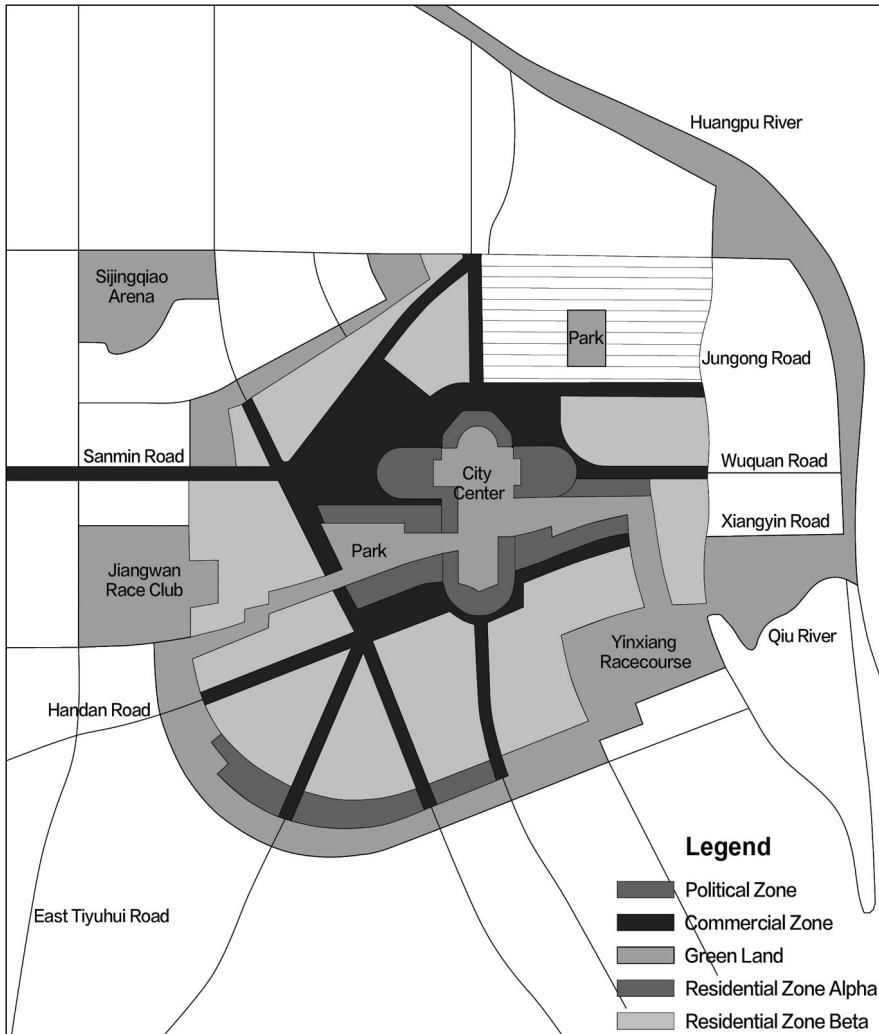 Huangpu River
Sijingqiao
Arena
Park
Jungong Road
Sanmin Road
City
Center
Wuquan Road
Xiangyin Road
Park
Jiangwan
Race Club
Yinxiang
Racecourse
Qiu River
Handan Road
East Tiyuhui Road
Legend
Political Zone
Commercial Zone
Green Land
Residential Zone Alpha
Residential Zone Beta